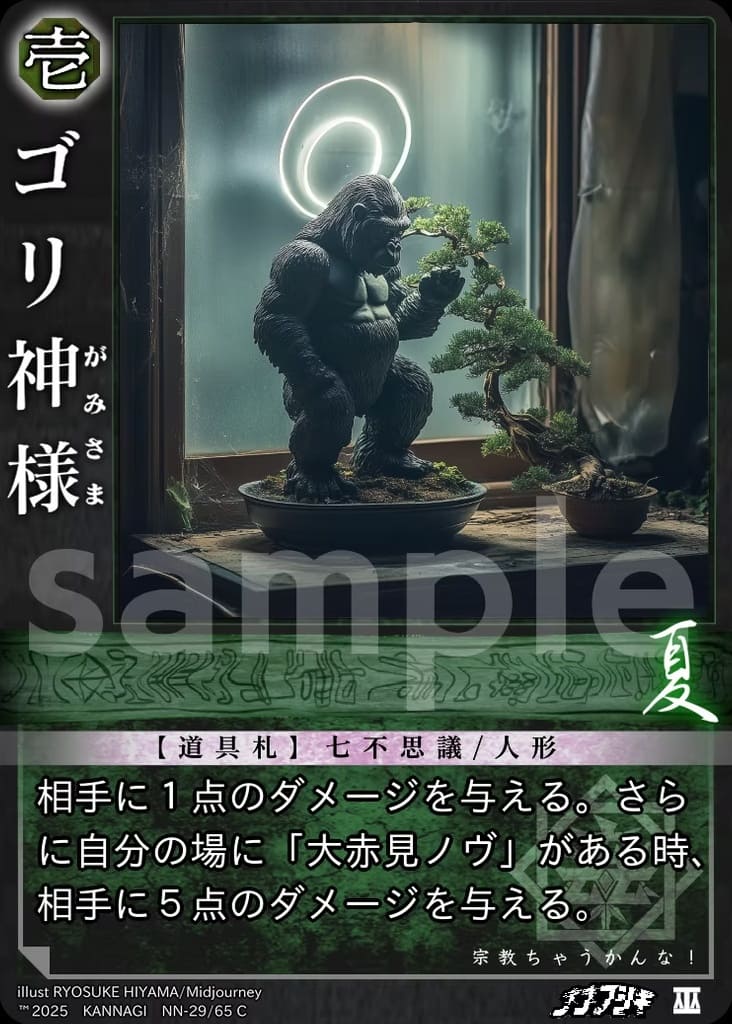 壱
ゴリ神様
がみさま
sample
夏
【道具札】七不思議/人形
相手に１点のダメージを与える。さら
に自分の場に「大赤見ノヴ」がある時、
相手に５点のダメージを与える。
宗教ちゃうかんな！
illust RYOSUKE HIYAMA/Midjourney
™2025 KANNAGI NN-29/65 C